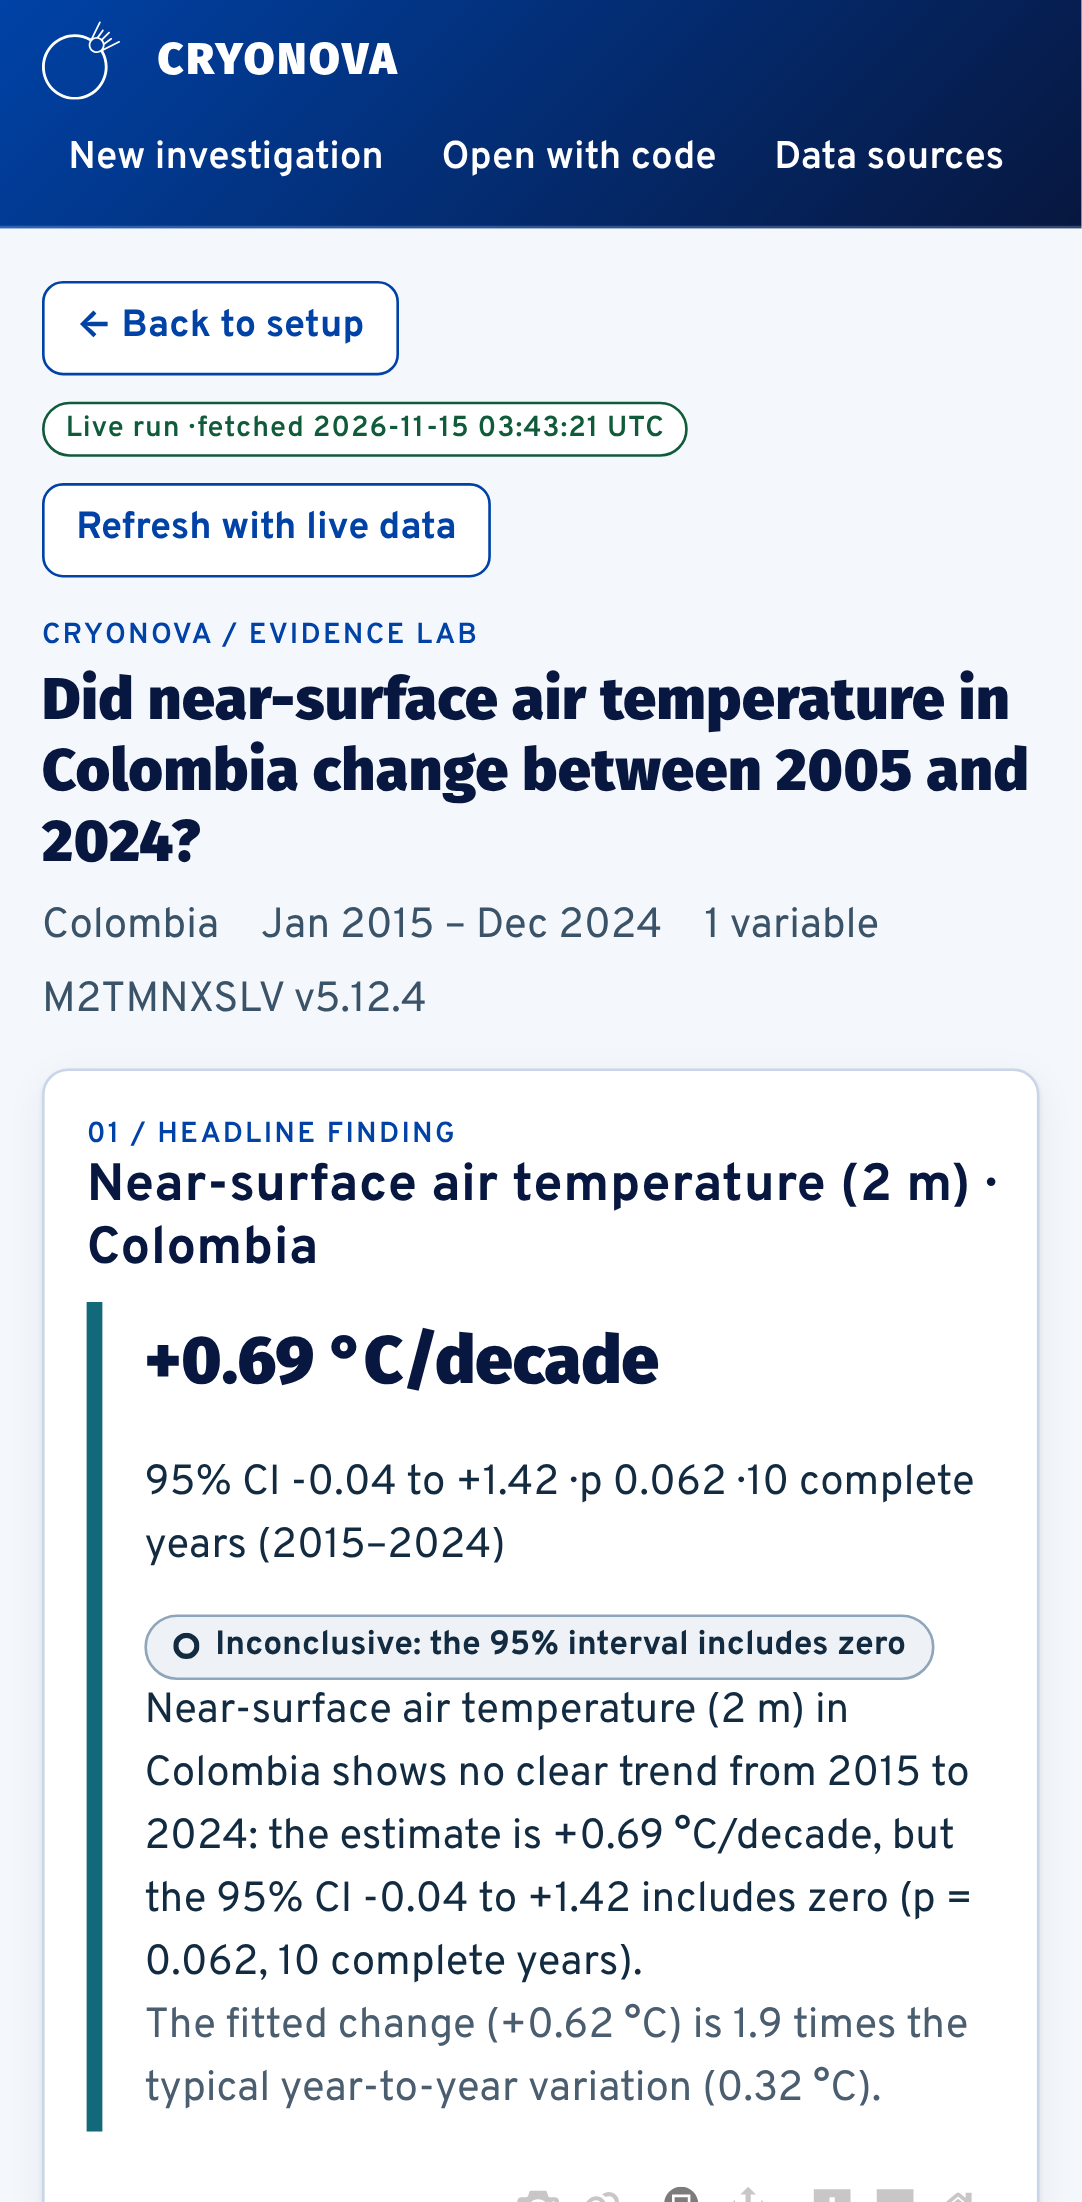 CRYONOVA
New investigation Open with code Data sources
← Back to setup
Live run ·fetched 2026-11-15 03:43:21 UTC
Refresh with live data
CRYONOVA / EVIDENCE LAB
Did near-surface air temperature in
Colombia change between 2005 and
2024?
Colombia Jan 2015 – Dec 2024 1 variable
M2TMNXSLV v5.12.4
01 / HEADLINE FINDING
Near-surface air temperature (2 m) ·
Colombia
+0.69 °C/decade
95% CI -0.04 to +1.42 ·p 0.062 ·10 complete
years (2015–2024)
Inconclusive: the 95% interval includes zero
Near-surface air temperature (2 m) in
Colombia shows no clear trend from 2015 to
2024: the estimate is +0.69 °C/decade, but
the 95% CI -0.04 to +1.42 includes zero (p =
0.062, 10 complete years).
The fitted change (+0.62 °C) is 1.9 times the
typical year-to-year variation (0.32 °C).